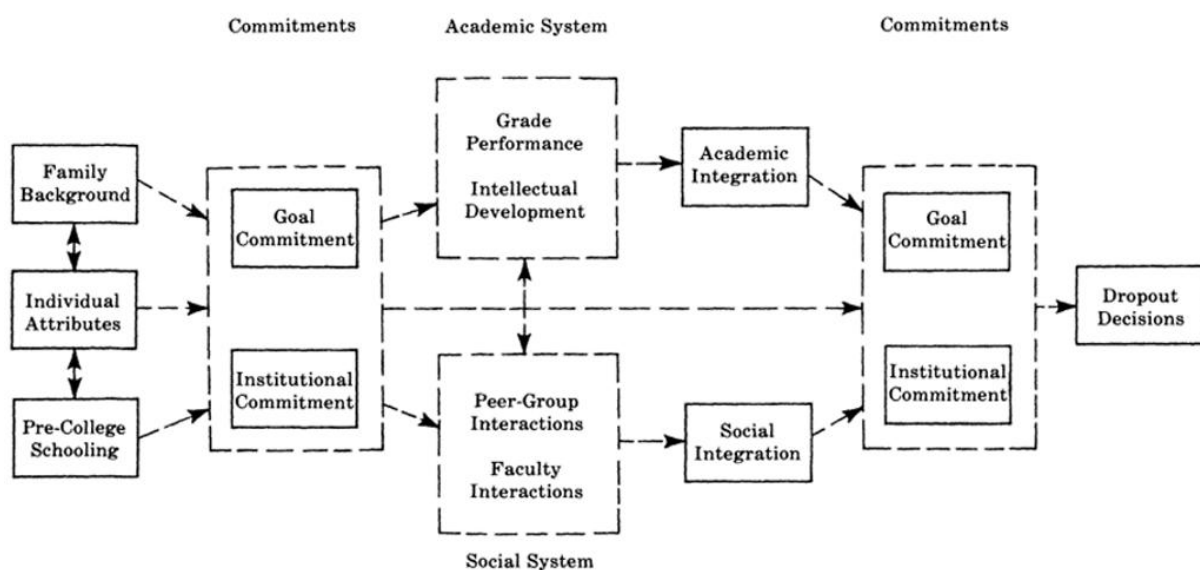 Commitments
Academic System
Commitments
Family
Background
Individual
Attributes
Pre-College
Schooling
Goal
Commitment
Institutional
Commitment
Grade
Performance
Intellectual
Development
Peer-Group
Interactions
Faculty
Interactions
Social System
Academic
Integration
Social
Integration
Goal
Commitment
Institutional
Commitment
Dropout
Decisions